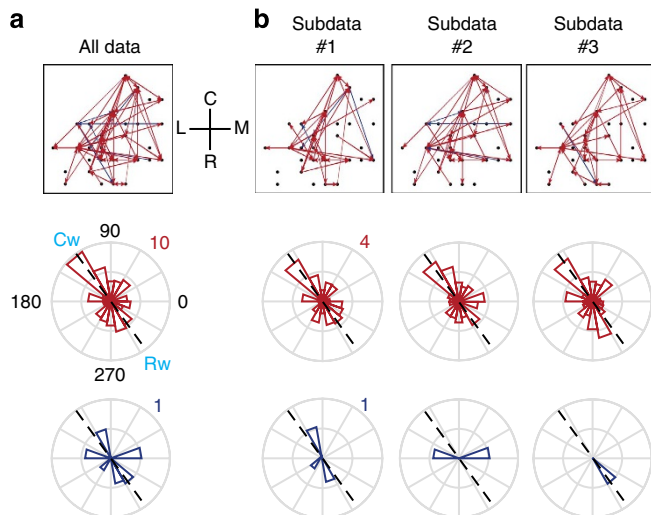 a
b
All data
Subdata
#1
Subdata
#2
Subdata
#3
C
L
M
R
Cw
90
10
4
180
0
Rw
270
1
1